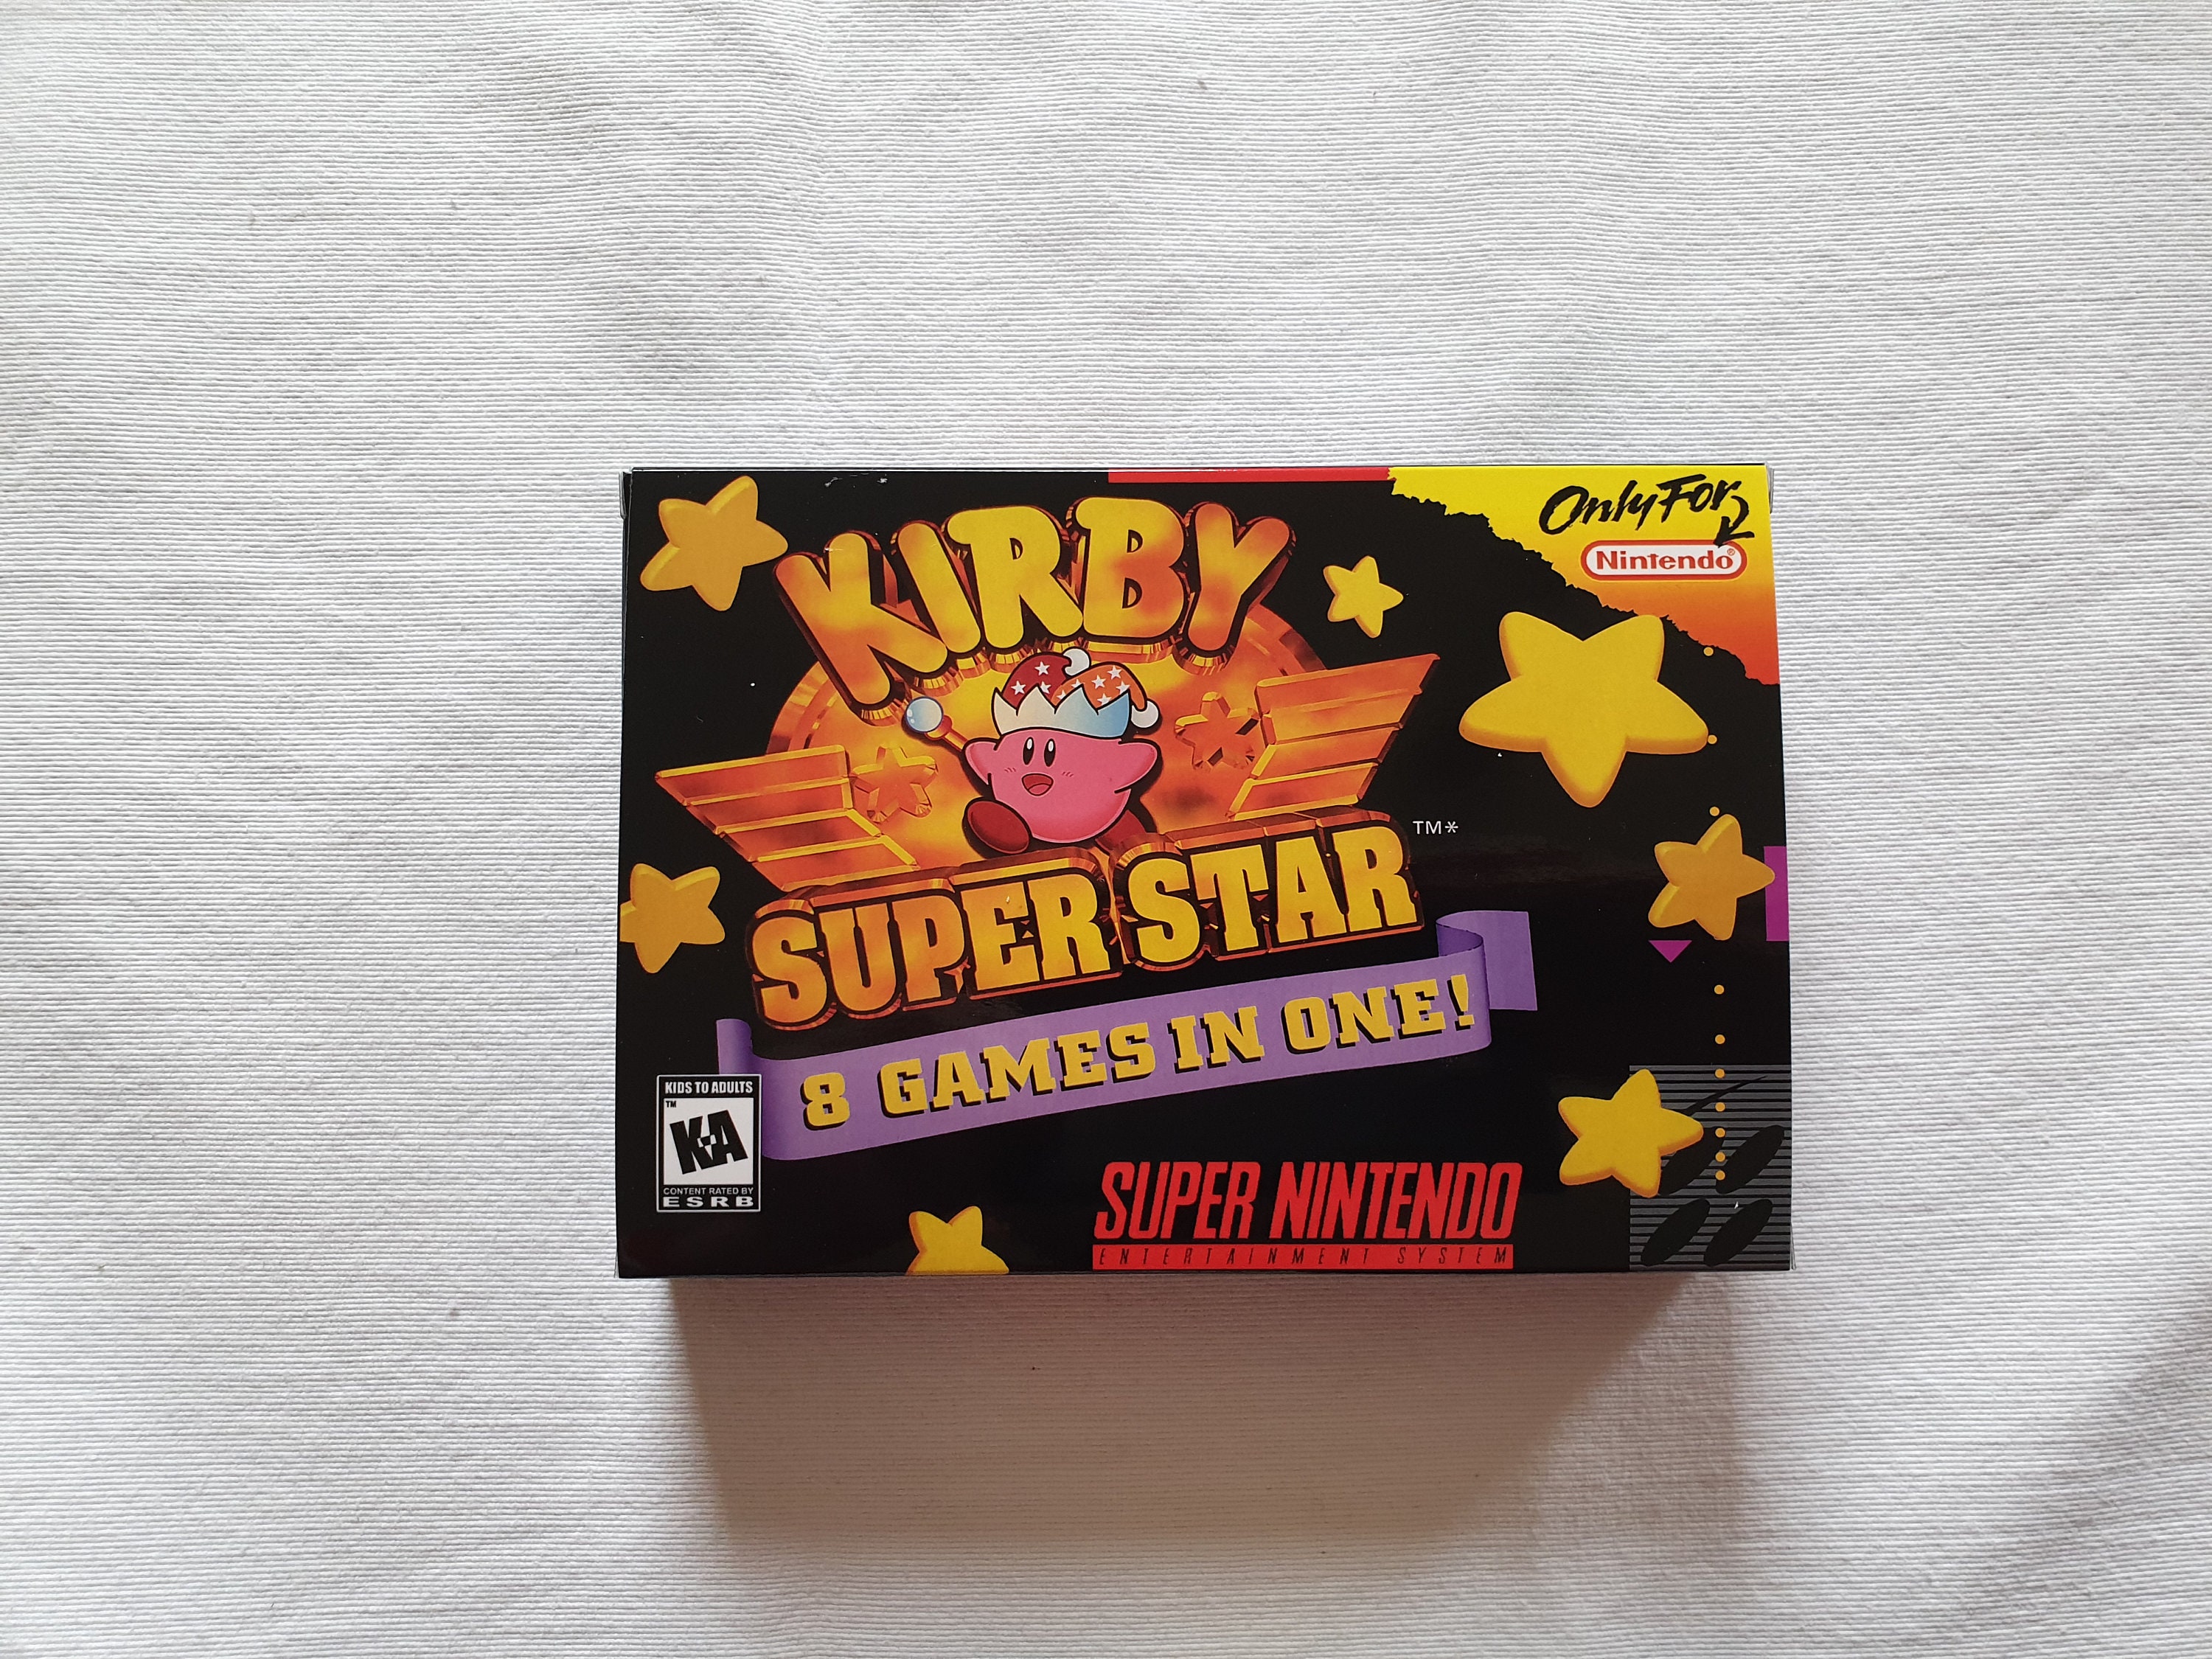 Only For
Nintendo®
KIRBY
SUPER STAR
TM*
8 GAMES IN ONE!
KIDS TO ADULTS
TM
K-A
CONTENT RATED BY
ESRB
SUPER NINTENDO
ENTERTAINMENT SYSTEM